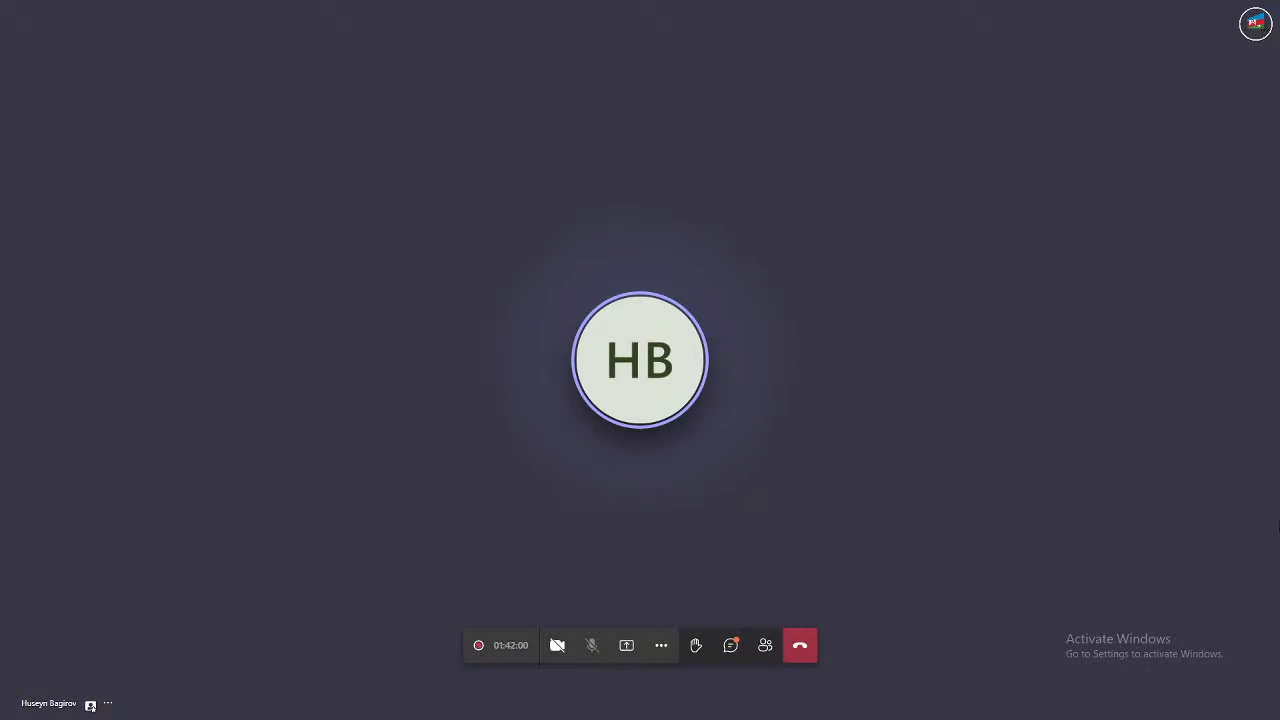 HB
01:42:00
Activate Windows
Go to Settings to activate Windows.
Huseyn Bagirov